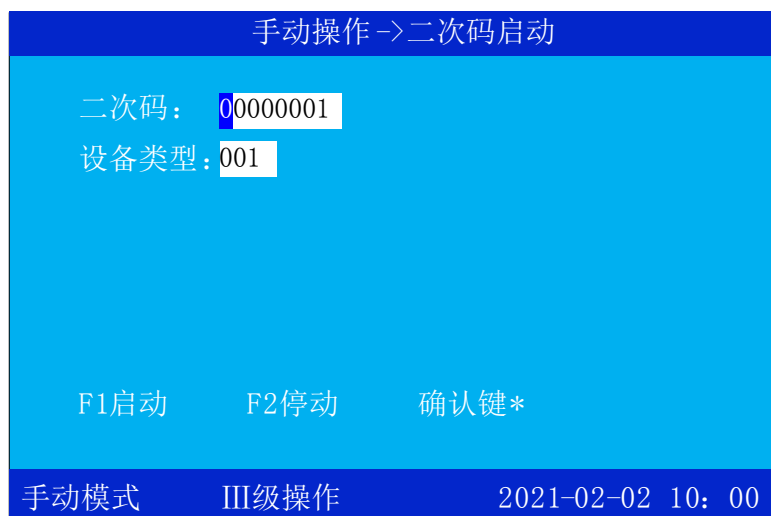 手动操作->二次码启动
二次码： 00000001
设备类型：001
F1启动 F2停动 确认键*
手动模式 Ⅲ级操作 2021-02-02 10：00